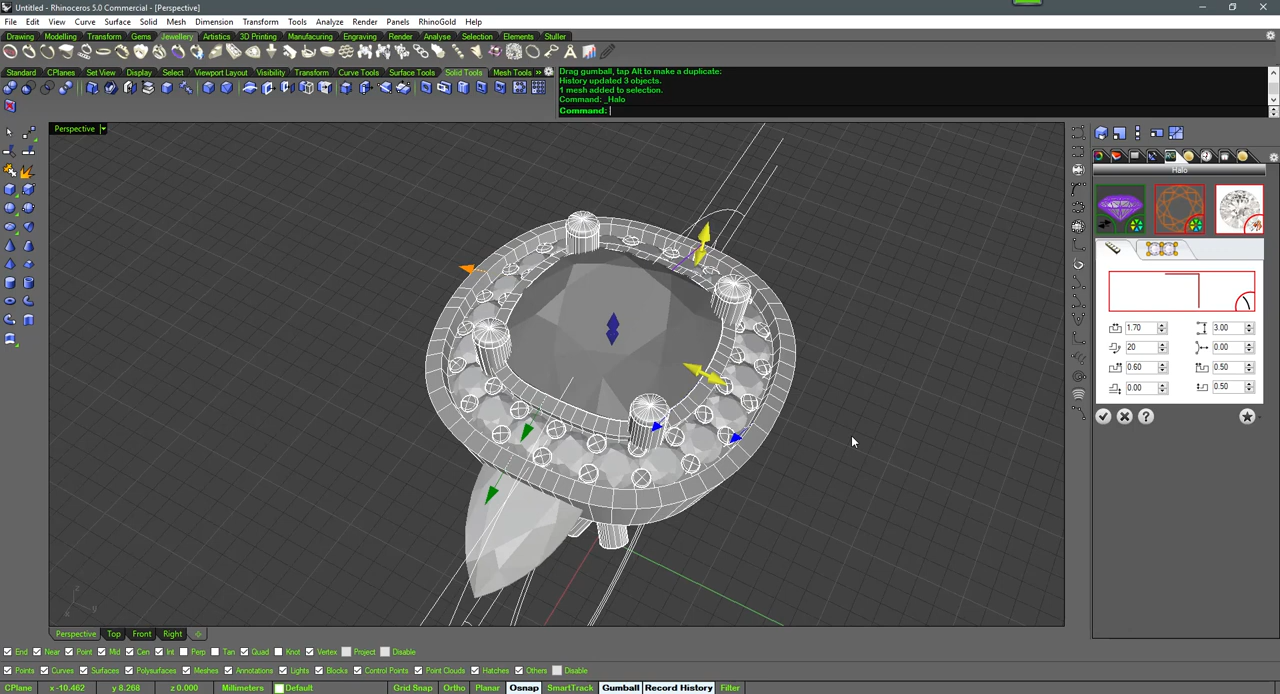 Untitled - Rhinoceros 5.0 Commercial - [Perspective]
File Edit View Curve Surface Solid Mesh Dimension Transform Tools Analyze Render Panels RhinoGold Help
Drawing Modelling Transform Gems Jewellery Artistics 3D Printing Manufacuring Engraving Render Analyse Selection Elements Stuller
Standard CPlanes Set View Display Select Viewport Layout Visibility Transform Curve Tools Surface Tools Solid Tools Mesh Tools »
Drag gumball, tap Alt to make a duplicate:
History updated 3 objects.
1 mesh added to selection.
Command: _Halo
Command:
Perspective
Halo
1.70 3.00
20 0.00
0.60 0.50
0.00 0.50
Perspective Top Front Right
End Near Point Mid Cen Int Perp Tan Quad Knot Vertex Project Disable
Points Curves Surfaces Polysurfaces Meshes Annotations Lights Blocks Control Points Point Clouds Hatches Others Disable
CPlane x -10.462 y 8.268 z 0.000 Millimeters Default Grid Snap Ortho Planar Osnap SmartTrack Gumball Record History Filter